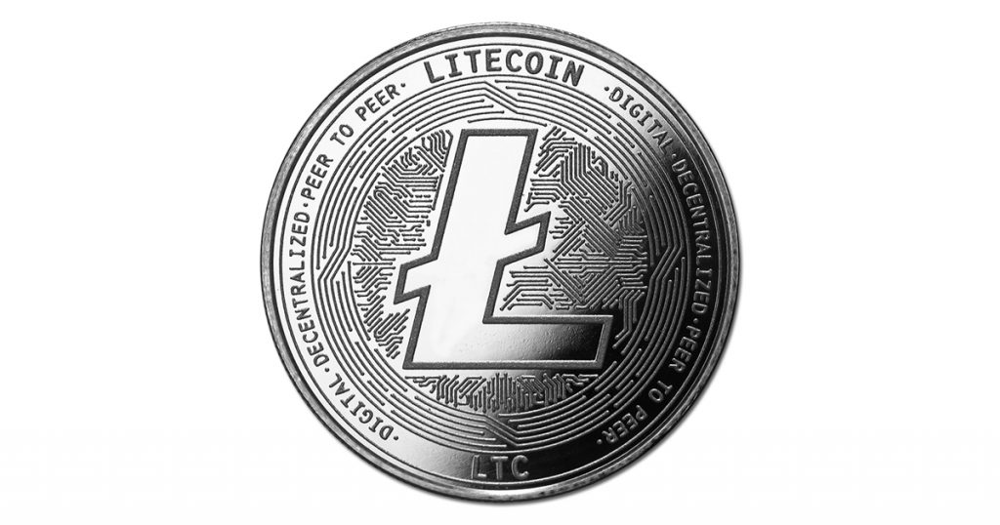 LITECOIN
·DIGITAL·DECENTRALIZED·PEER TO PEER·
·DIGITAL·DECENTRALIZED·PEER TO PEER·
Ł
LTC